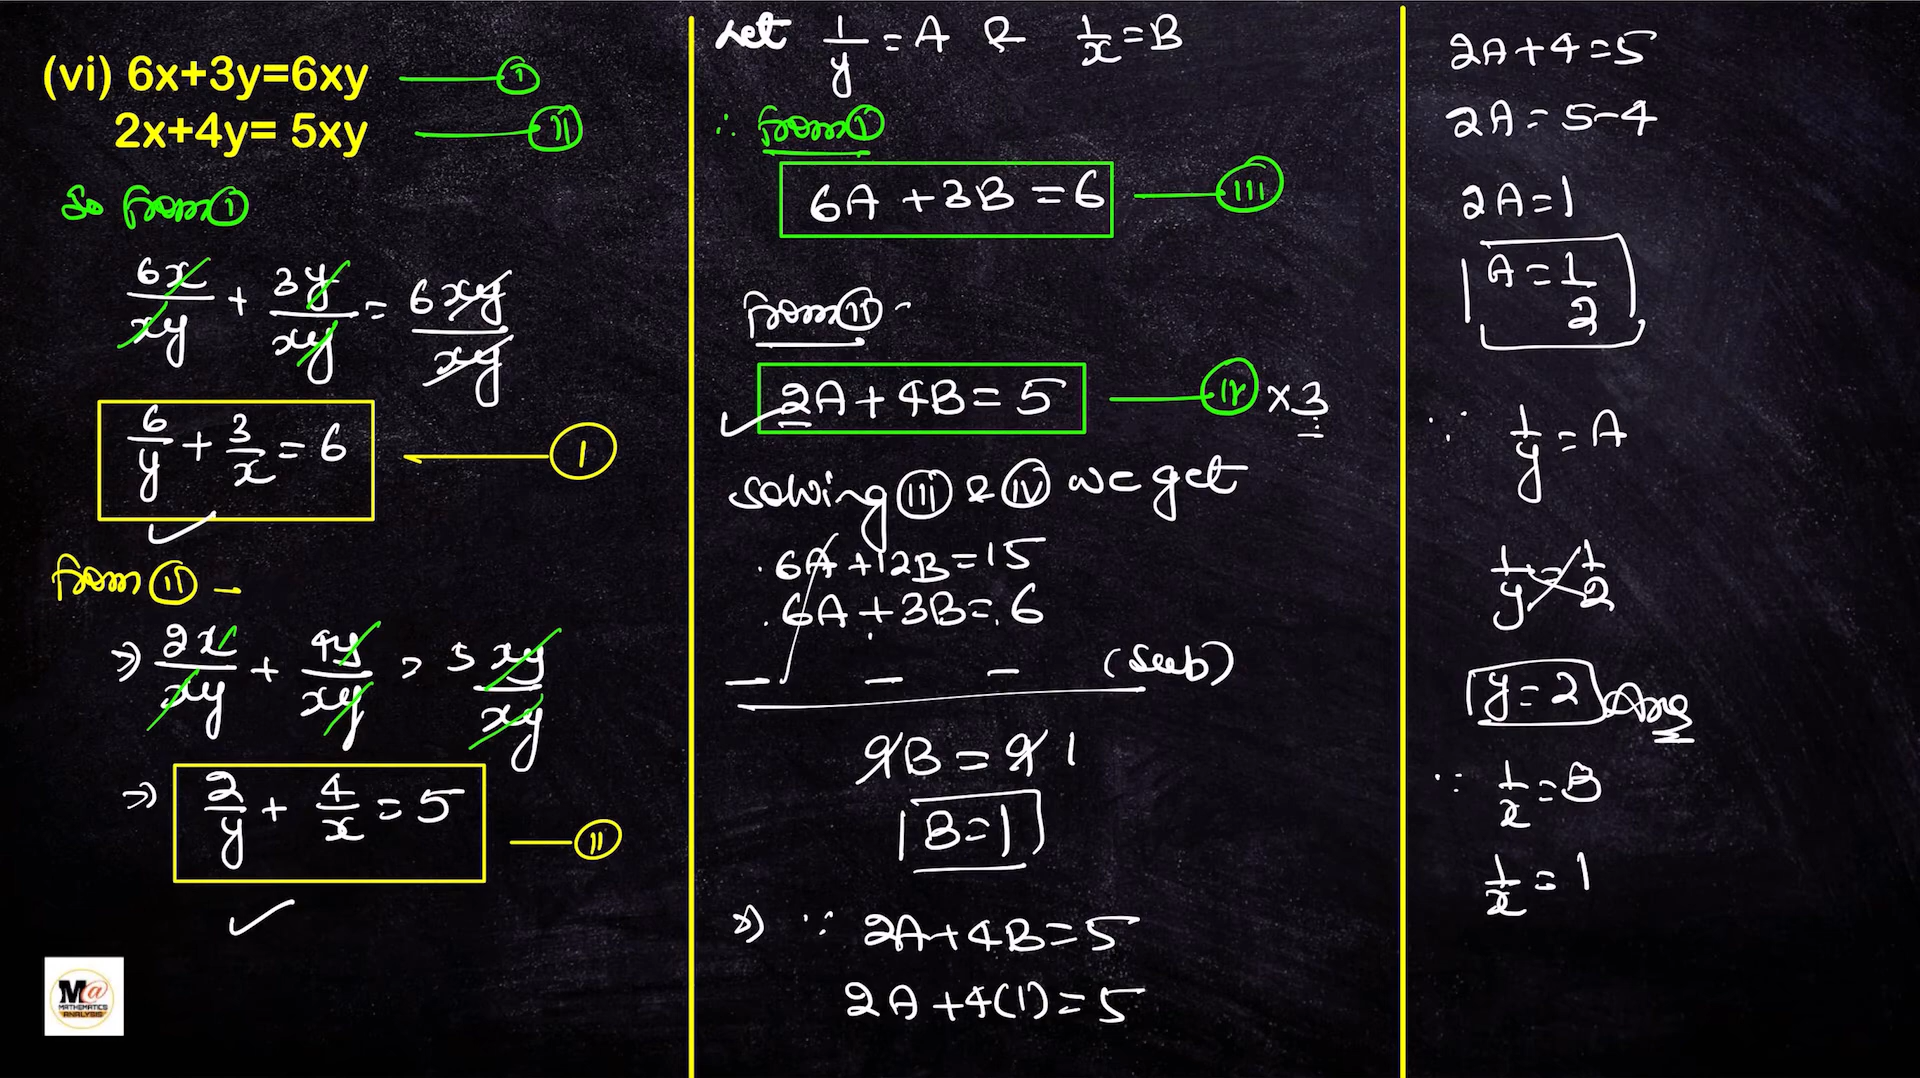 (vi) 6x+3y=6xy — (i)
2x+4y= 5xy — (ii)
So from (i)
6x/xy + 3y/xy = 6xy/xy
6/y + 3/x = 6 — (I)
from (ii) –
⇒ 2x/xy + 4y/xy = 5xy/xy
⇒ 2/y + 4/x = 5 — (II)
M@
MATHEMATICS
ANALYSIS
Let 1/y = A & 1/x = B
∴ from (i)
6A + 3B = 6 — (III)
from (ii) -
2A + 4B = 5 — (IV) × 3
solving (III) & (IV) we get
6A + 12B = 15
6A + 3B = 6
– – – (sub)
9B = 9 1
B = 1
⇒ ∵ 2A + 4B = 5
2A + 4(1) = 5
2A + 4 = 5
2A = 5 - 4
2A = 1
A = 1/2
∵ 1/y = A
1/y = 1/2
y = 2 Ans
∵ 1/x = B
1/x = 1